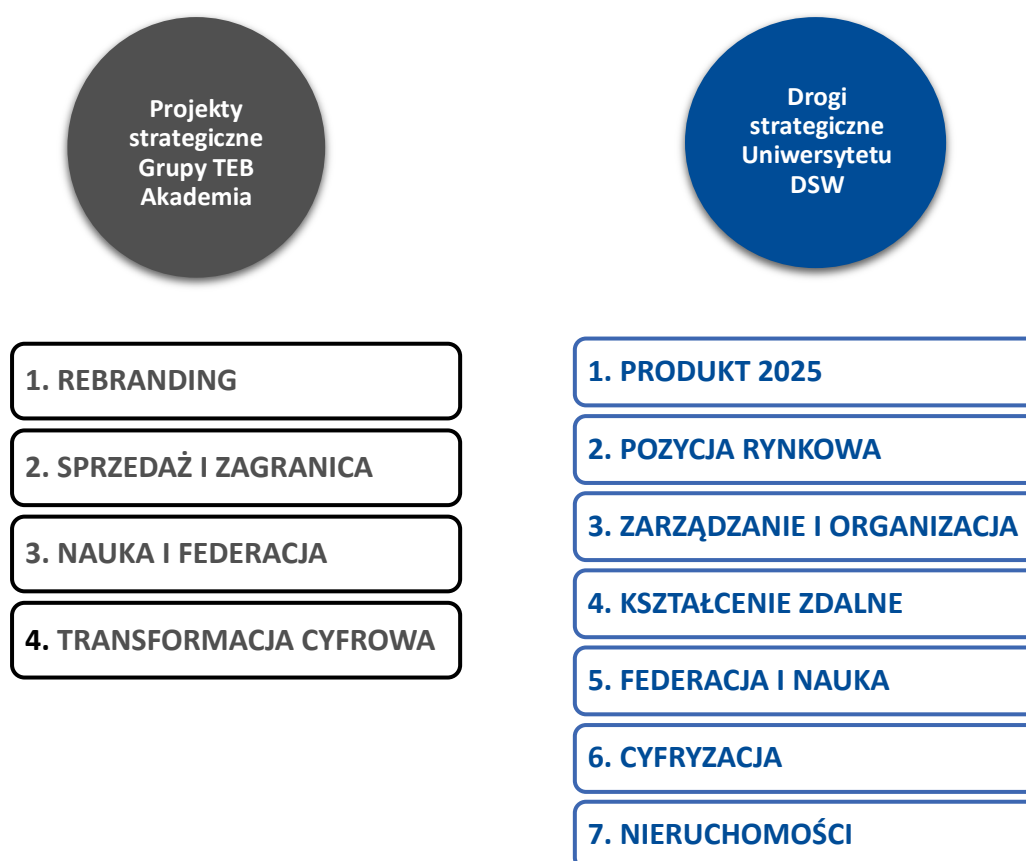 Projekty
strategiczne
Grupy TEB
Akademia
1. REBRANDING
2. SPRZEDAŻ I ZAGRANICA
3. NAUKA I FEDERACJA
4. TRANSFORMACJA CYFROWA
Drogi
strategiczne
Uniwersytetu
DSW
1. PRODUKT 2025
2. POZYCJA RYNKOWA
3. ZARZĄDZANIE I ORGANIZACJA
4. KSZTAŁCENIE ZDALNE
5. FEDERACJA I NAUKA
6. CYFRYZACJA
7. NIERUCHOMOŚCI